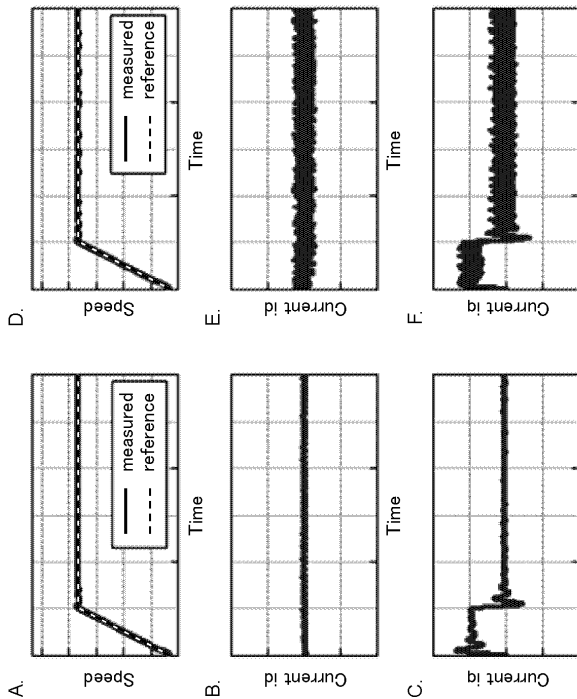 A.
Speed
measured
reference
Time
B.
Current id
Time
C.
Current iq
D.
Speed
measured
reference
Time
E.
Current id
Time
F.
Current iq